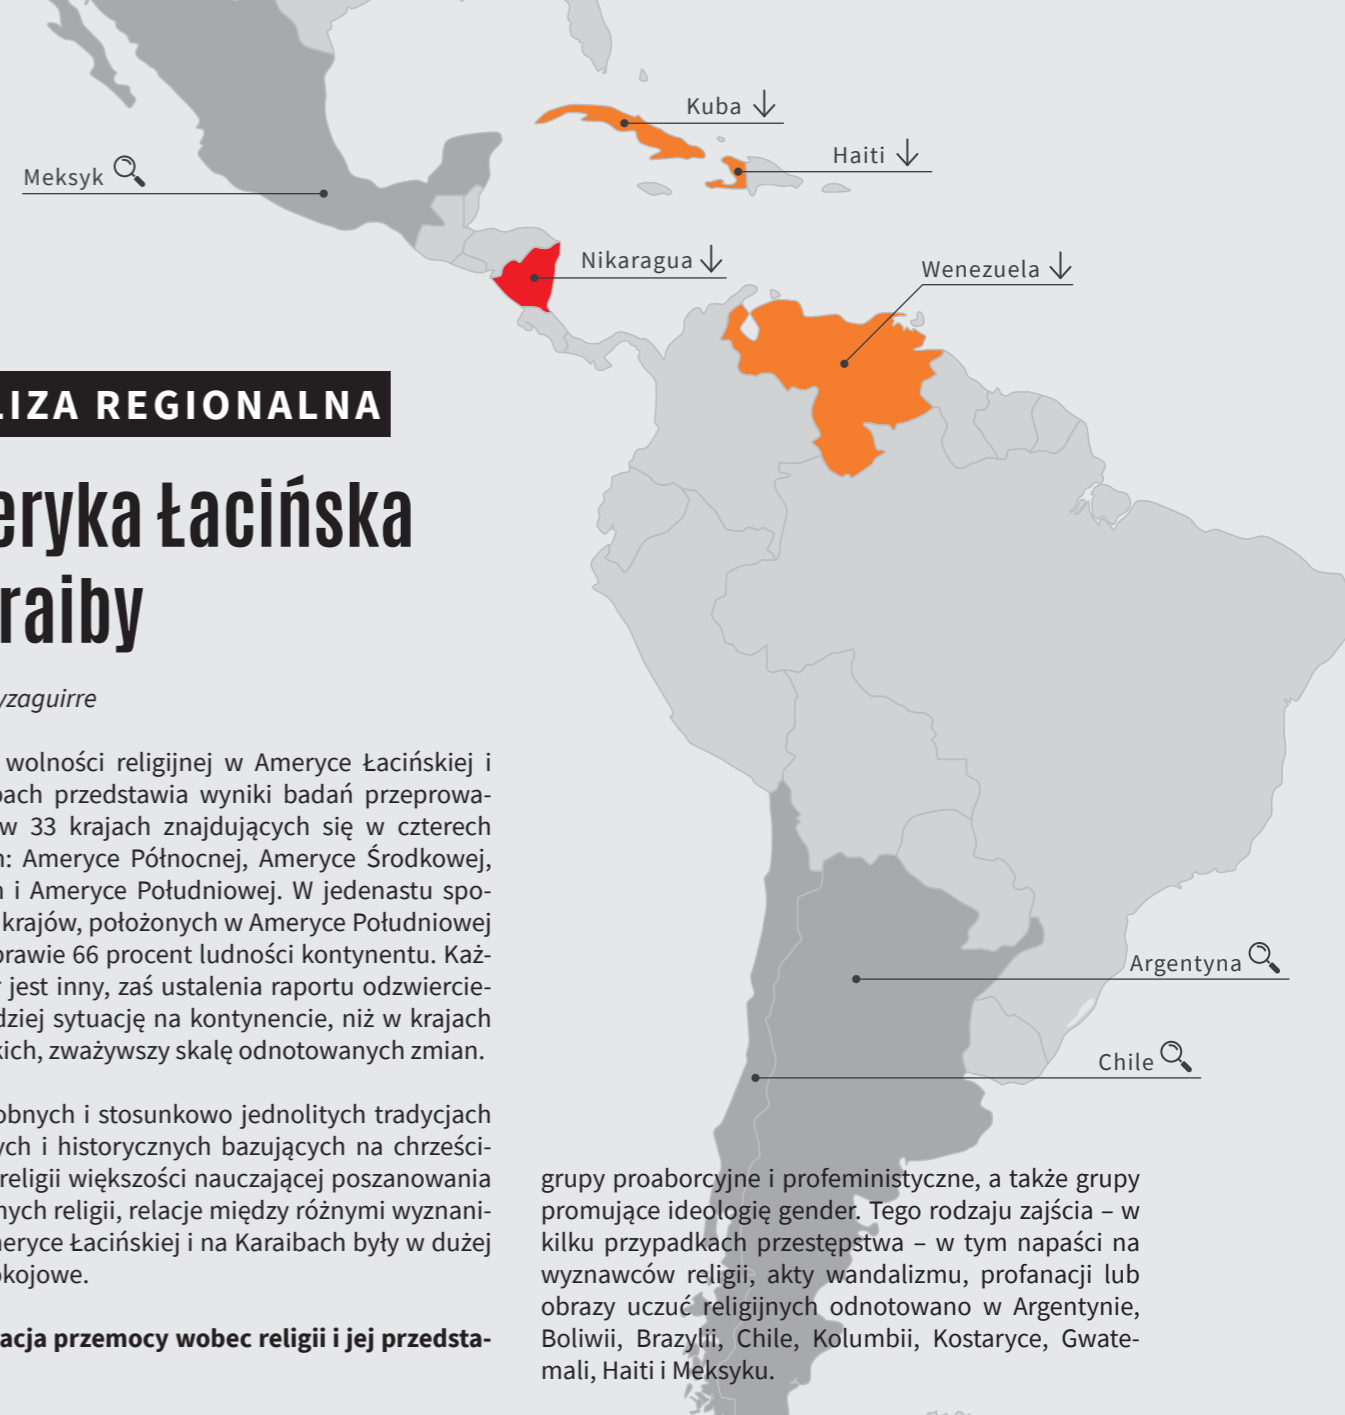 Kuba
Haiti
Meksyk
Nikaragua
Wenezuela
LIZA REGIONALNA
eryka Łacińska
raiby
yzaguirre
wolności religijnej w Ameryce Łacińskiej i
bach przedstawia wyniki badań przeprowa-
w 33 krajach znajdujących się w czterech
h: Ameryce Północnej, Ameryce Środkowej,
h i Ameryce Południowej. W jedenastu spo-
krajów, położonych w Ameryce Południowej
prawie 66 procent ludności kontynentu. Każ-
r jest inny, zaś ustalenia raportu odzwiercie-
dziej sytuację na kontynencie, niż w krajach
kich, zważywszy skalę odnotowanych zmian.
obnych i stosunkowo jednolitych tradycjach
ych i historycznych bazujących na chrześci-
religii większości nauczającej poszanowania
nych religii, relacje między różnymi wyznani-
meryce Łacińskiej i na Karaibach były w dużej
okojowe.
acja przemocy wobec religii i jej przedsta-
Argentyna
Chile
grupy proaborcyjne i profeministyczne, a także grupy
promujące ideologię gender. Tego rodzaju zajścia – w
kilku przypadkach przestępstwa – w tym napaści na
wyznawców religii, akty wandalizmu, profanacji lub
obrazy uczuć religijnych odnotowano w Argentynie,
Boliwii, Brazylii, Chile, Kolumbii, Kostaryce, Gwate-
mali, Haiti i Meksyku.